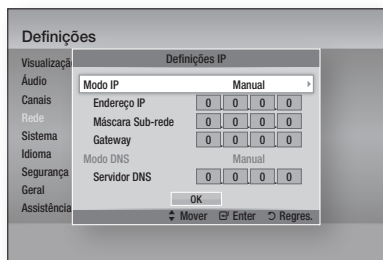 Definições
Visualizaçã
Áudio
Canais
Rede
Sistema
Idioma
Segurança
Geral
Assistência
Definições IP
Modo IP Manual
Endereço IP 0 . 0 . 0 . 0
Máscara Sub-rede 0 . 0 . 0 . 0
Gateway 0 . 0 . 0 . 0
Modo DNS Manual
Servidor DNS 0 . 0 . 0 . 0
OK
Mover Enter Regres.